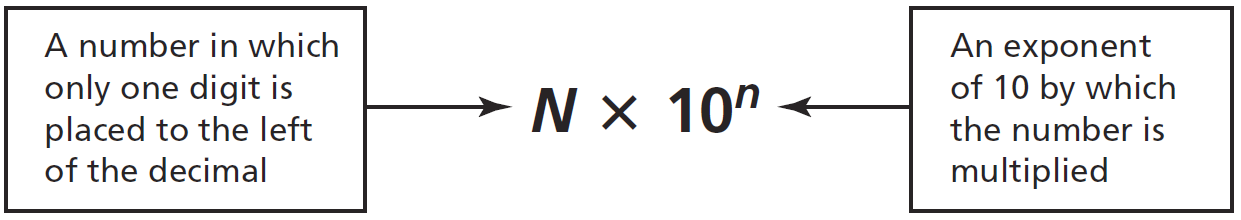 A number in which
only one digit is
placed to the left
of the decimal
N × 10ⁿ
An exponent
of 10 by which
the number is
multiplied